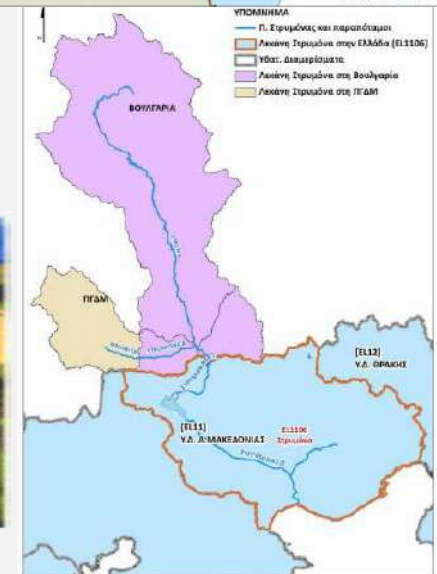 ΥΠΟΜΝΗΜΑ
Π. Στρυμόνας και παραπόταμοι
Λεκάνη Στρυμόνα στην Ελλάδα (EL1106)
Υδατ. Διαμερίσματα
Λεκάνη Στρυμόνα στη Βουλγαρία
Λεκάνη Στρυμόνα στη ΠΓΔΜ
ΒΟΥΛΓΑΡΙΑ
ΠΓΔΜ
[EL12]
Υ.Δ. ΘΡΑΚΗΣ
[EL11]
Υ.Δ. Α.ΜΑΚΕΔΟΝΙΑΣ
EL1106
Στρυμόνα